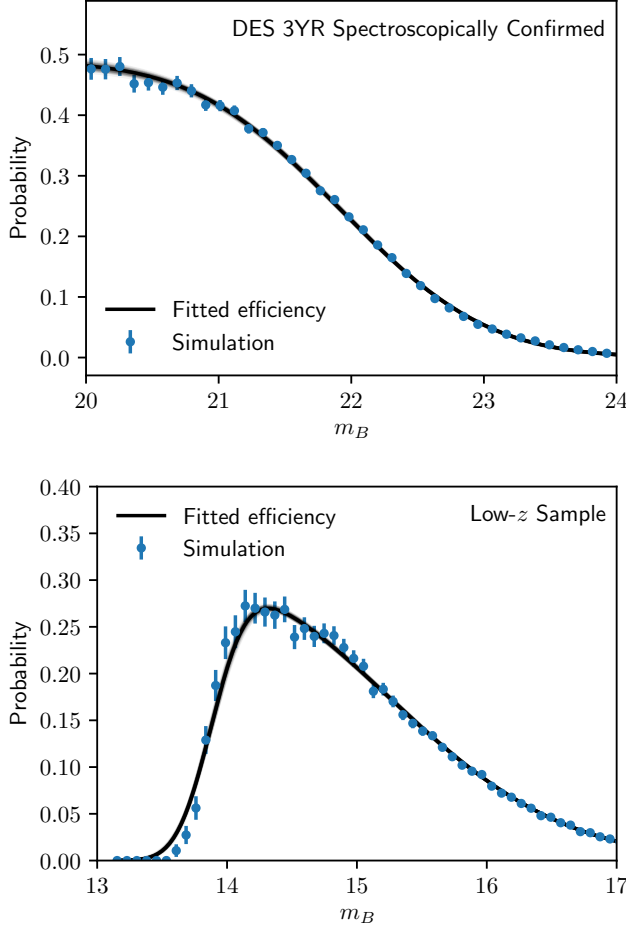 DES 3YR Spectroscopically Confirmed
0.5
0.4
0.3
0.2
0.1
0.0
Probability
Fitted efficiency
Simulation
20 21 22 23 24
m_B
0.40
0.35
0.30
0.25
0.20
0.15
0.10
0.05
0.00
Probability
Fitted efficiency
Simulation
Low-z Sample
13 14 15 16 17
m_B